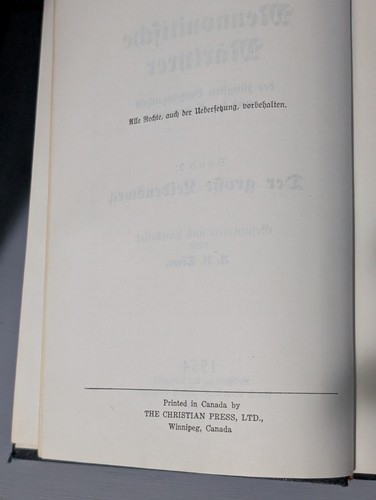 Alle Rechte, auch der Uebersetzung, vorbehalten.
Printed in Canada by
THE CHRISTIAN PRESS, LTD.,
Winnipeg, Canada